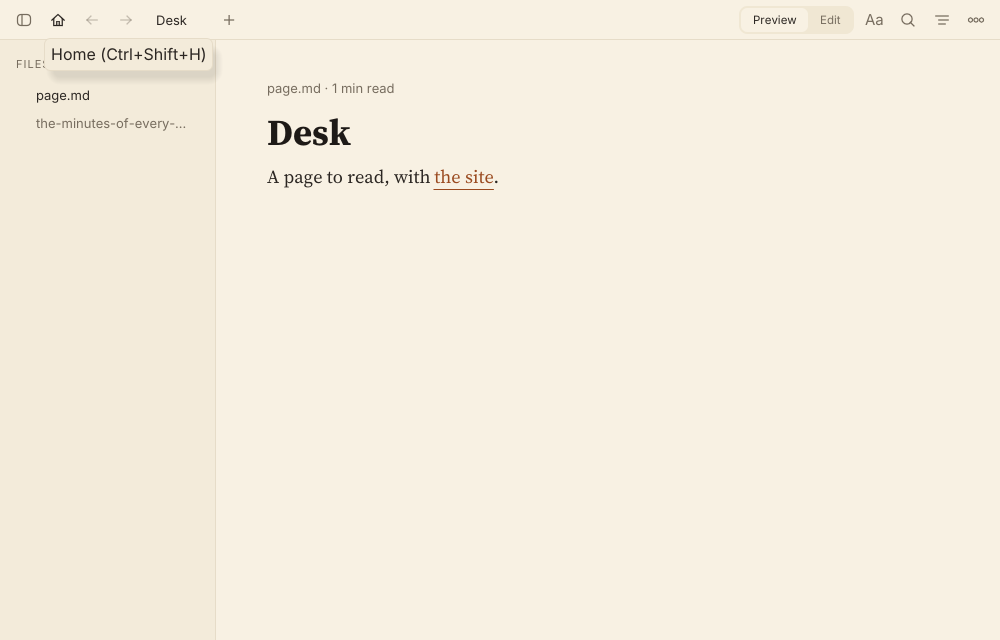 Desk
Preview
Edit
Aa
Home (Ctrl+Shift+H)
page.md
the-minutes-of-every-...
page.md · 1 min read
Desk
A page to read, with the site.